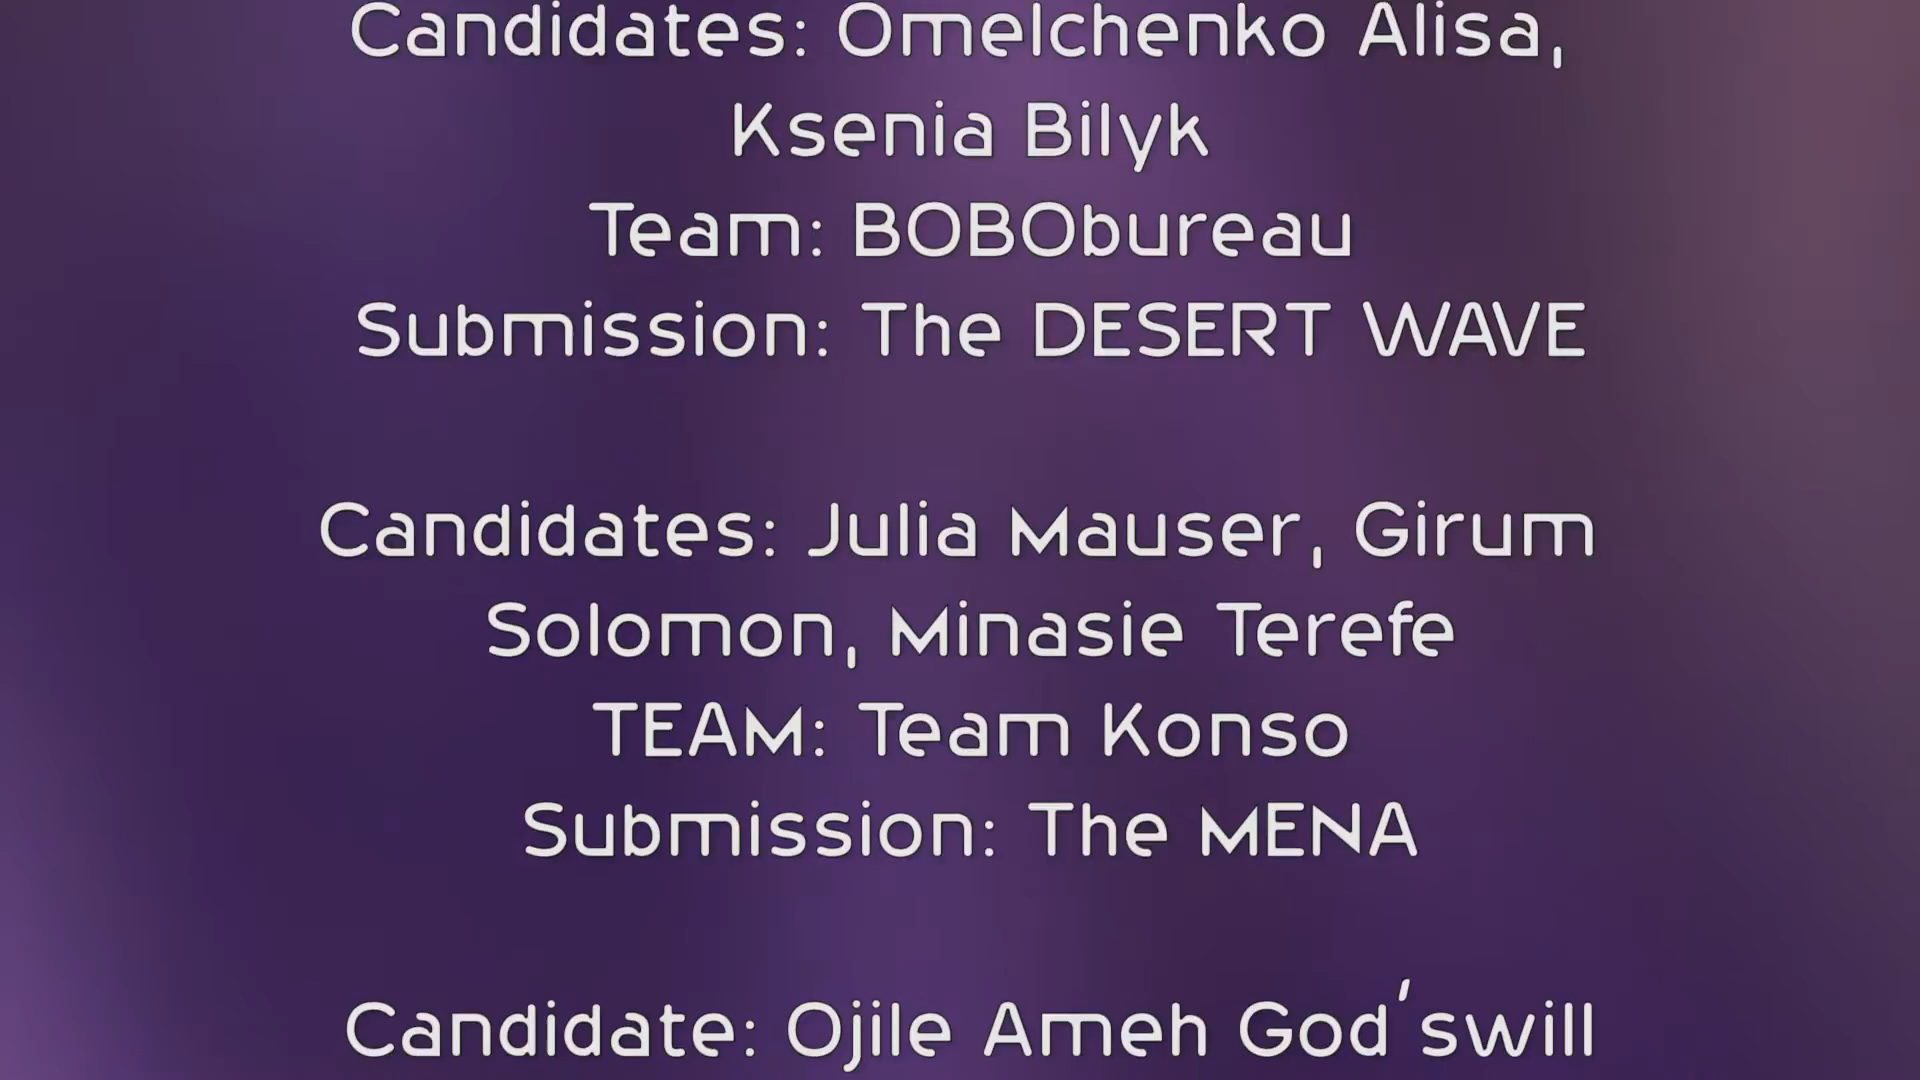 Candidates: Omelchenko Alisa,
Ksenia Bilyk
Team: BOBObureau
Submission: The DESERT WAVE
Candidates: Julia Mauser, Girum
Solomon, Minasie Terefe
TEAM: Team Konso
Submission: The MENA
Candidate: Ojile Ameh God'swill